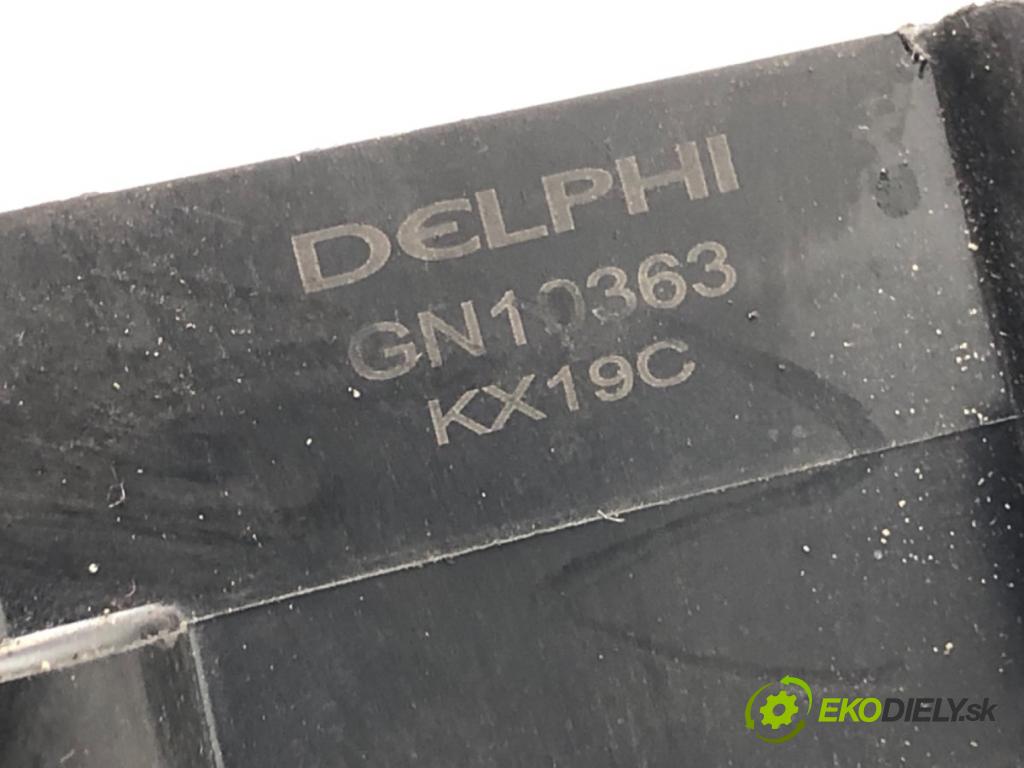 DELPHI
GN10363
KX19C
EKODIELY.sk